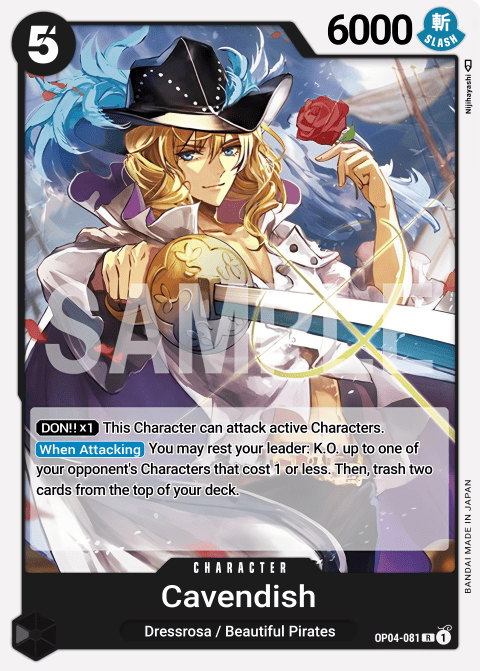 5
6000
斬
SLASH
Nijihayashi
SAMPLE
DON!!×1 This Character can attack active Characters.
When Attacking You may rest your leader: K.O. up to one of
your opponent's Characters that cost 1 or less. Then, trash two
cards from the top of your deck.
BANDAI MADE IN JAPAN
CHARACTER
Cavendish
Dressrosa / Beautiful Pirates
OP04-081 R 1